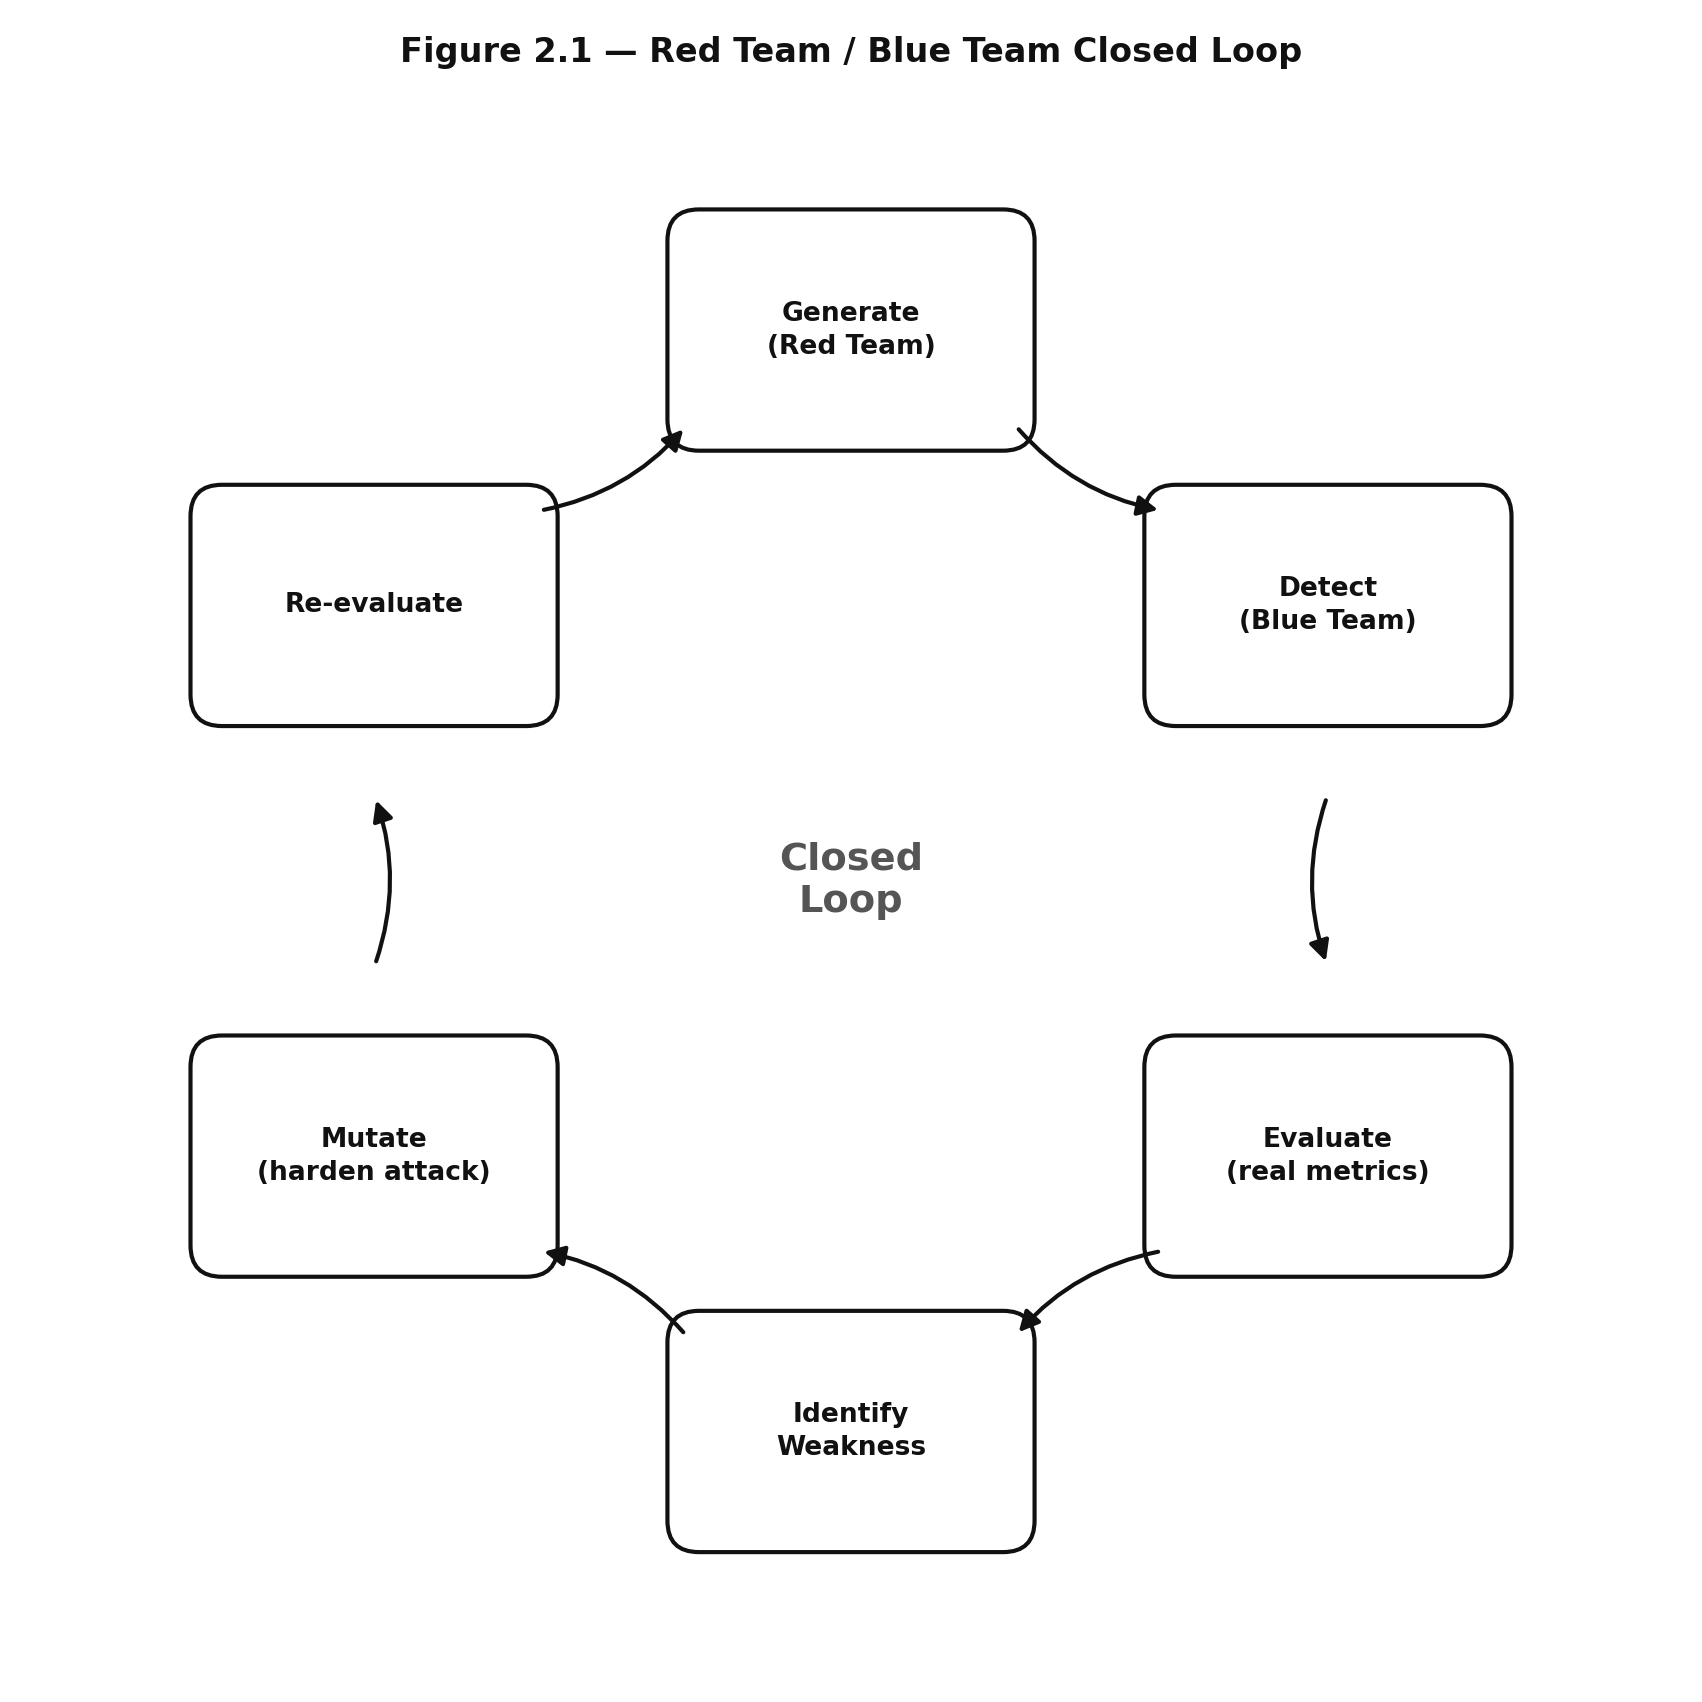 Figure 2.1 — Red Team / Blue Team Closed Loop
Generate
(Red Team)
Detect
(Blue Team)
Evaluate
(real metrics)
Identify
Weakness
Mutate
(harden attack)
Re-evaluate
Closed
Loop